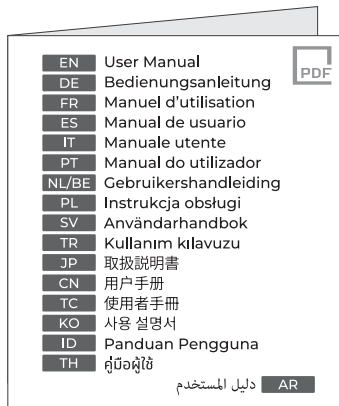 PDF
EN User Manual
DE Bedienungsanleitung
FR Manuel d'utilisation
ES Manual de usuario
IT Manuale utente
PT Manual do utilizador
NL/BE Gebruikershandleiding
PL Instrukcja obsługi
SV Användarhandbok
TR Kullanım kılavuzu
JP 取扱説明書
CN 用户手册
TC 使用者手冊
KO 사용 설명서
ID Panduan Pengguna
TH คู่มือผู้ใช้
AR دليل المستخدم